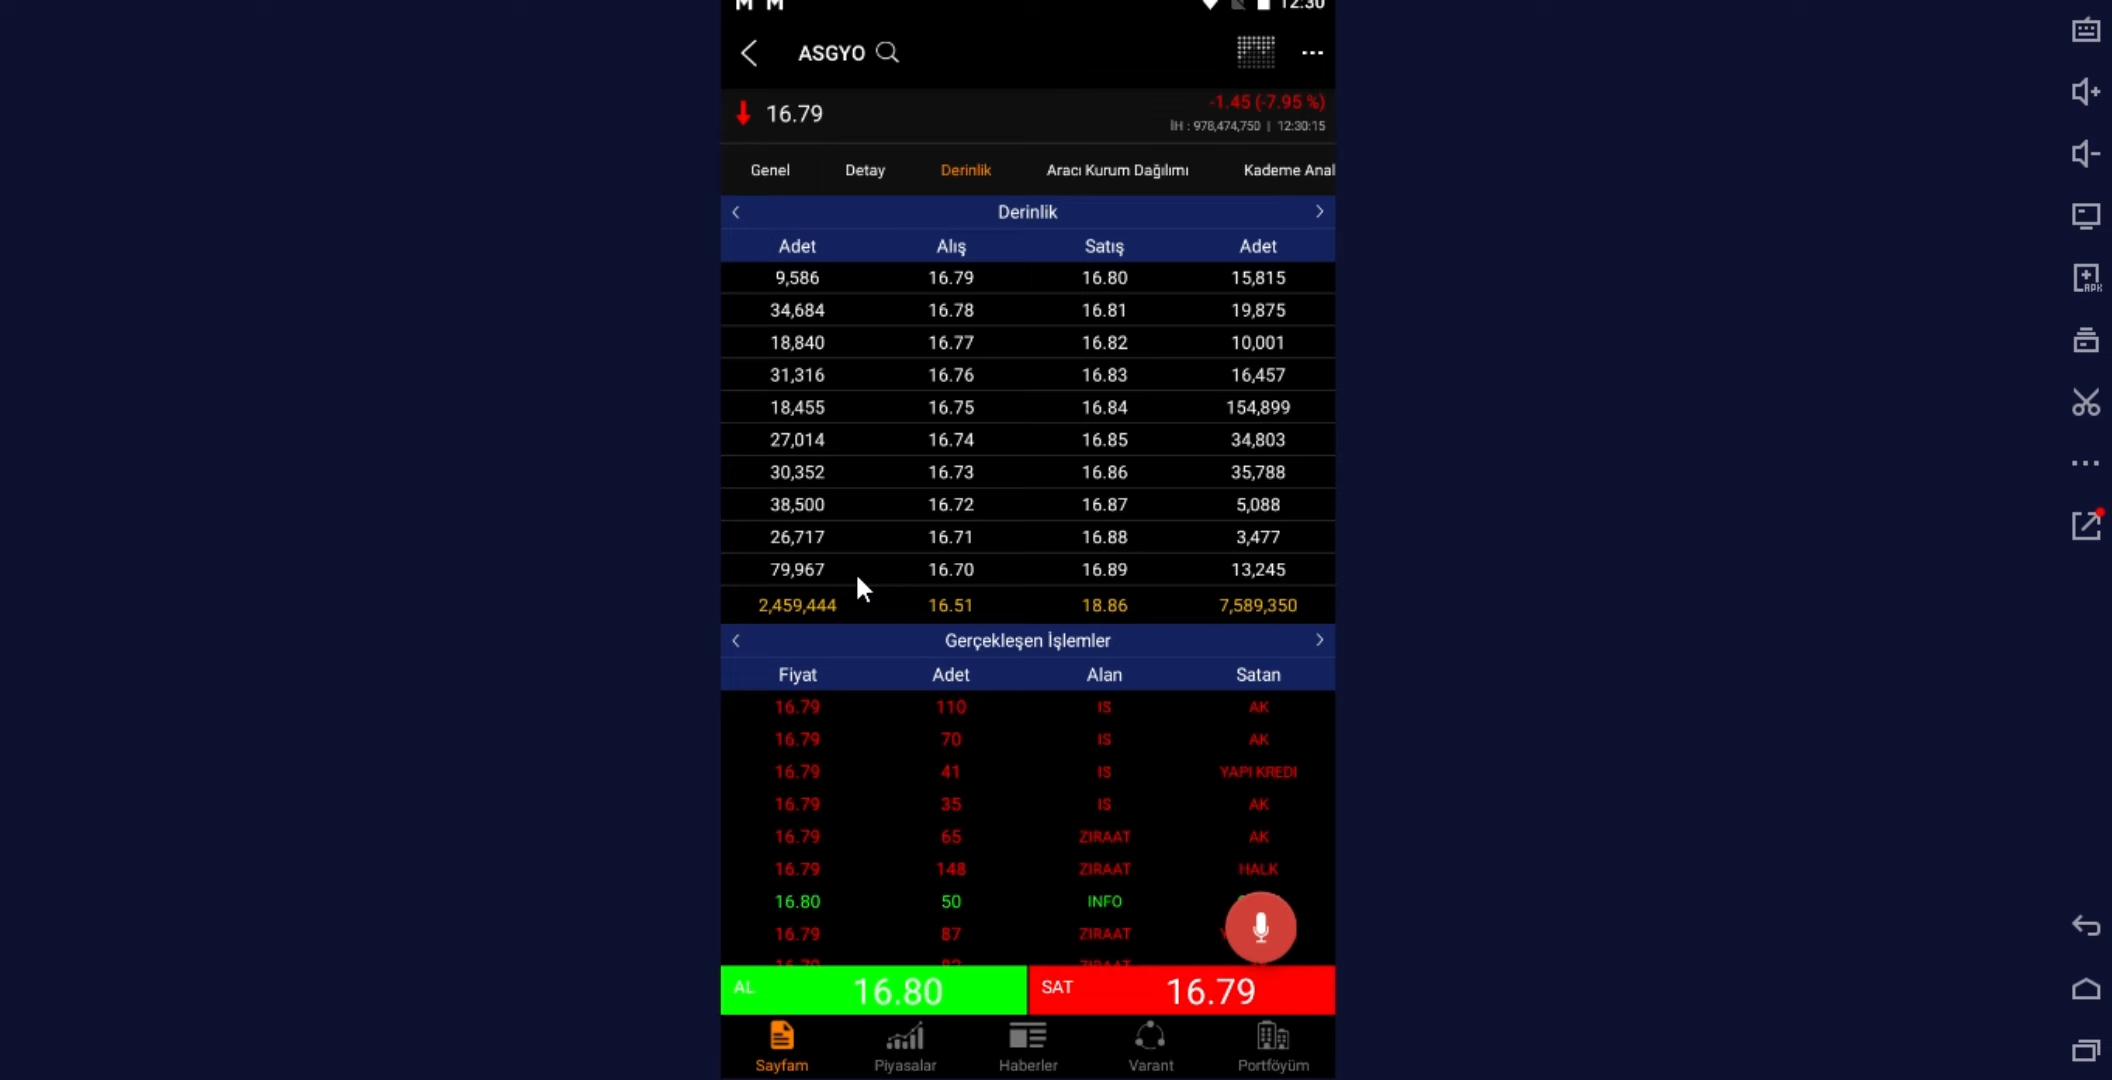 M M 12:30
ASGYO
16.79 -1.45 (-7.95 %)
İH : 978,474,750 | 12:30:15
Genel Detay Derinlik Aracı Kurum Dağılımı Kademe Anal
Derinlik
Adet Alış Satış Adet
9,586 16.79 16.80 15,815
34,684 16.78 16.81 19,875
18,840 16.77 16.82 10,001
31,316 16.76 16.83 16,457
18,455 16.75 16.84 154,899
27,014 16.74 16.85 34,803
30,352 16.73 16.86 35,788
38,500 16.72 16.87 5,088
26,717 16.71 16.88 3,477
79,967 16.70 16.89 13,245
2,459,444 16.51 18.86 7,589,350
Gerçekleşen İşlemler
Fiyat Adet Alan Satan
16.79 110 IS AK
16.79 70 IS AK
16.79 41 IS YAPI KREDI
16.79 35 IS AK
16.79 65 ZIRAAT AK
16.79 148 ZIRAAT HALK
16.80 50 INFO
16.79 87 ZIRAAT
AL 16.80 SAT 16.79
Sayfam Piyasalar Haberler Varant Portföyüm
APK